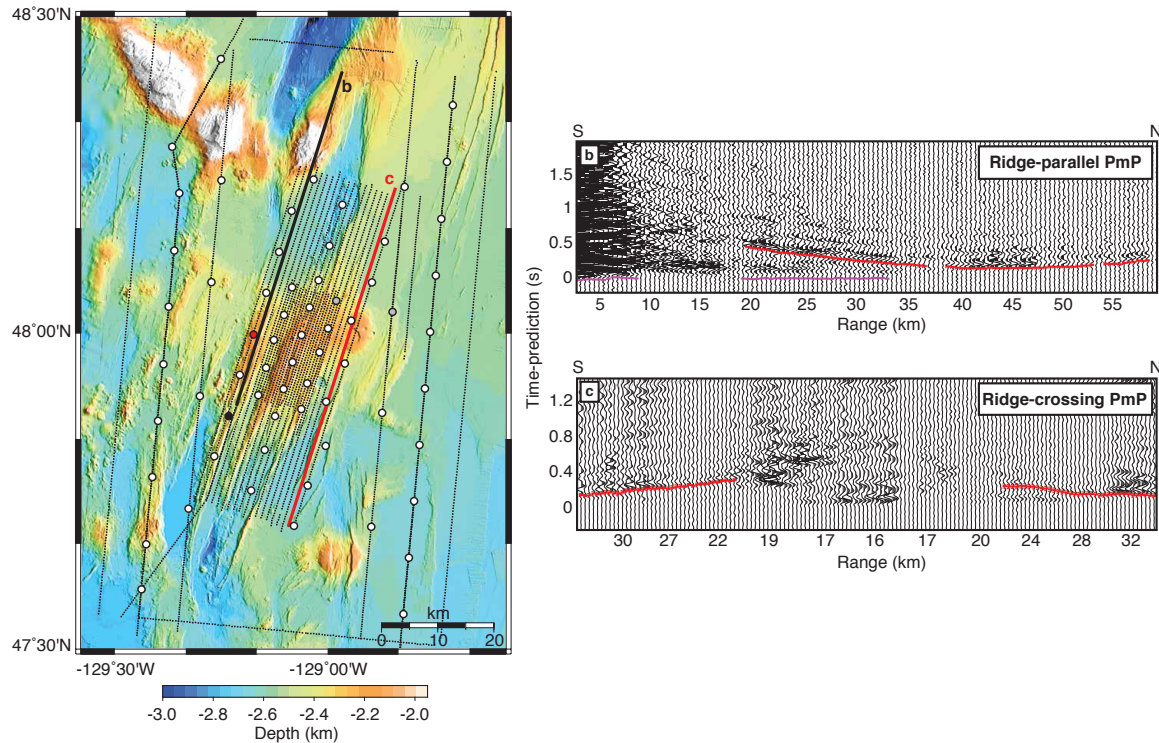 48˚30'N
48˚00'N
47˚30'N
-129˚30'W
-129˚00'W
b
c
km
0 10 20
-3.0 -2.8 -2.6 -2.4 -2.2 -2.0
Depth (km)
S N
b
Ridge-parallel PmP
1.5
1
0.5
0
5 10 15 20 25 30 35 40 45 50 55
Range (km)
Time-prediction (s)
S N
c
Ridge-crossing PmP
1.2
0.8
0.4
0
30 27 22 19 17 16 17 20 24 28 32
Range (km)